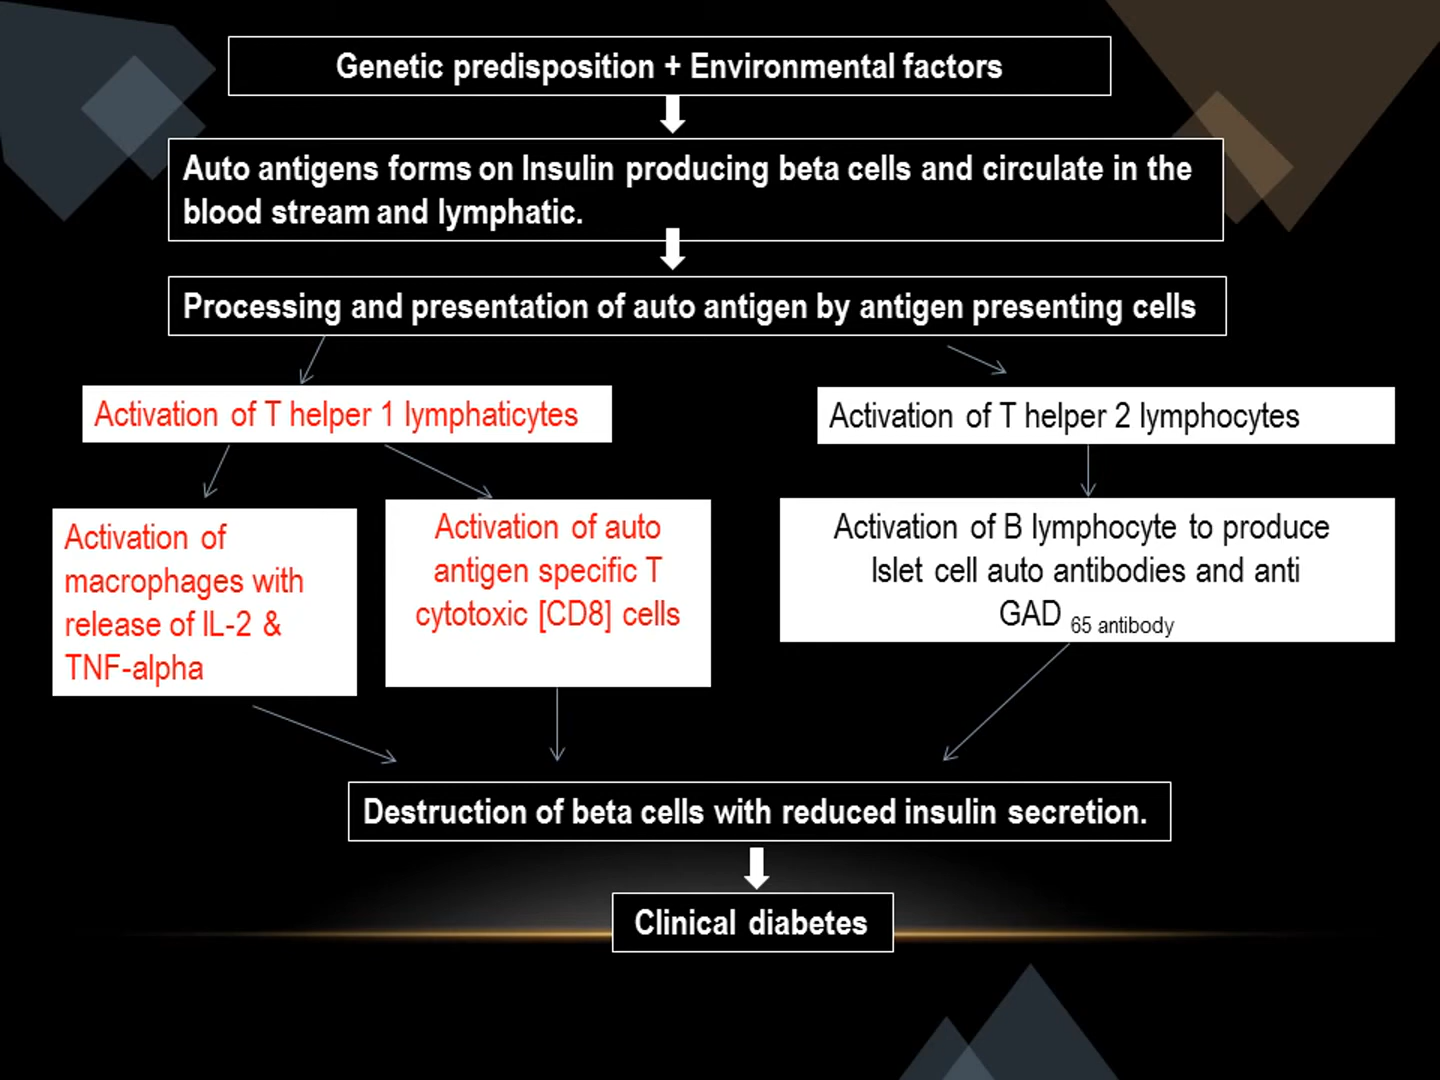 Genetic predisposition + Environmental factors
Auto antigens forms on Insulin producing beta cells and circulate in the
blood stream and lymphatic.
Processing and presentation of auto antigen by antigen presenting cells
Activation of T helper 1 lymphaticytes
Activation of T helper 2 lymphocytes
Activation of
macrophages with
release of IL-2 &
TNF-alpha
Activation of auto
antigen specific T
cytotoxic [CD8] cells
Activation of B lymphocyte to produce
Islet cell auto antibodies and anti
GAD 65 antibody
Destruction of beta cells with reduced insulin secretion.
Clinical diabetes